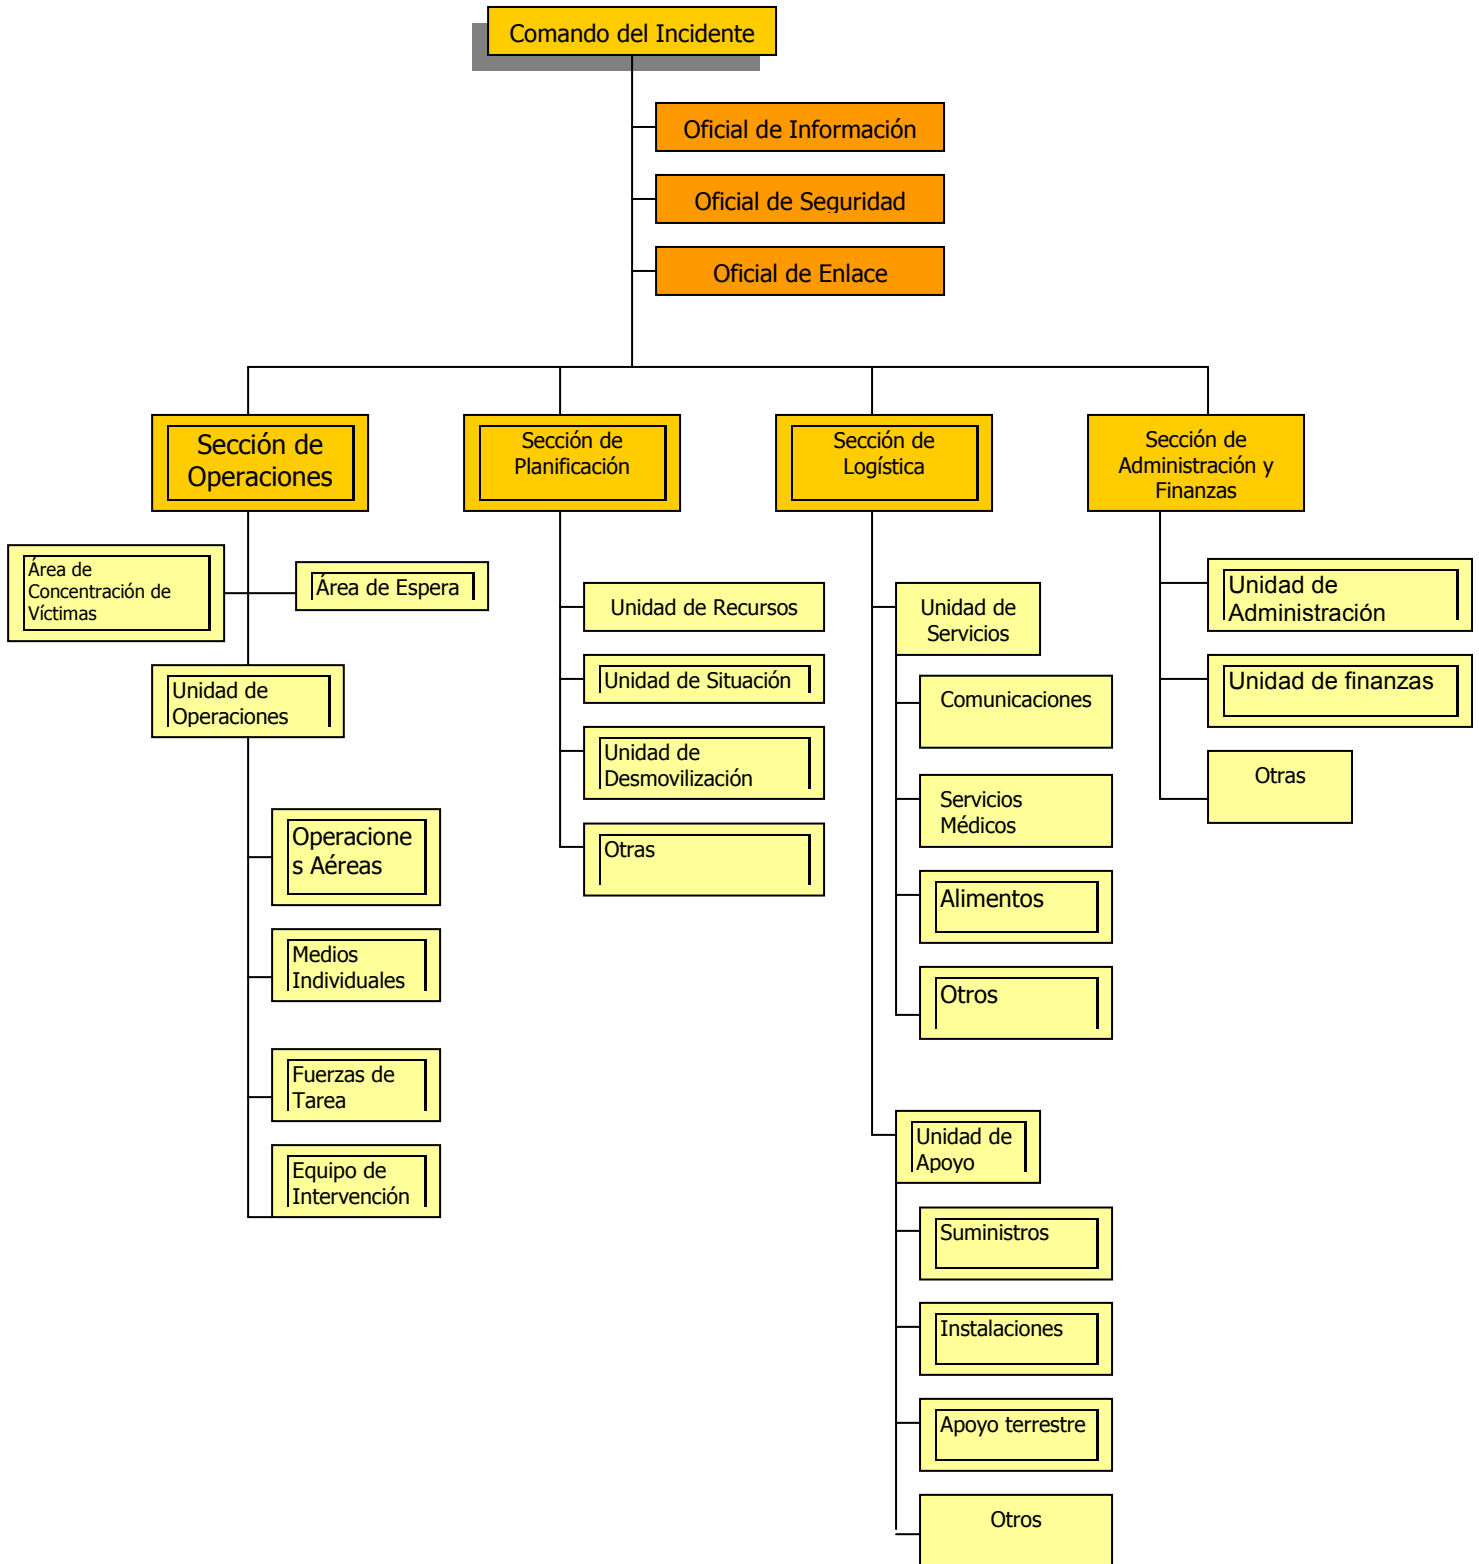 Comando del Incidente
Oficial de Información
Oficial de Seguridad
Oficial de Enlace
Sección de
Operaciones
Sección de
Planificación
Sección de
Logística
Sección de
Administración y
Finanzas
Área de
Concentración de
Víctimas
Área de Espera
Unidad de
Operaciones
Operacione
s Aéreas
Medios
Individuales
Fuerzas de
Tarea
Equipo de
Intervención
Unidad de Recursos
Unidad de Situación
Unidad de
Desmovilización
Otras
Unidad de
Servicios
Comunicaciones
Servicios
Médicos
Alimentos
Otros
Unidad de
Apoyo
Suministros
Instalaciones
Apoyo terrestre
Otros
Unidad de
Administración
Unidad de finanzas
Otras